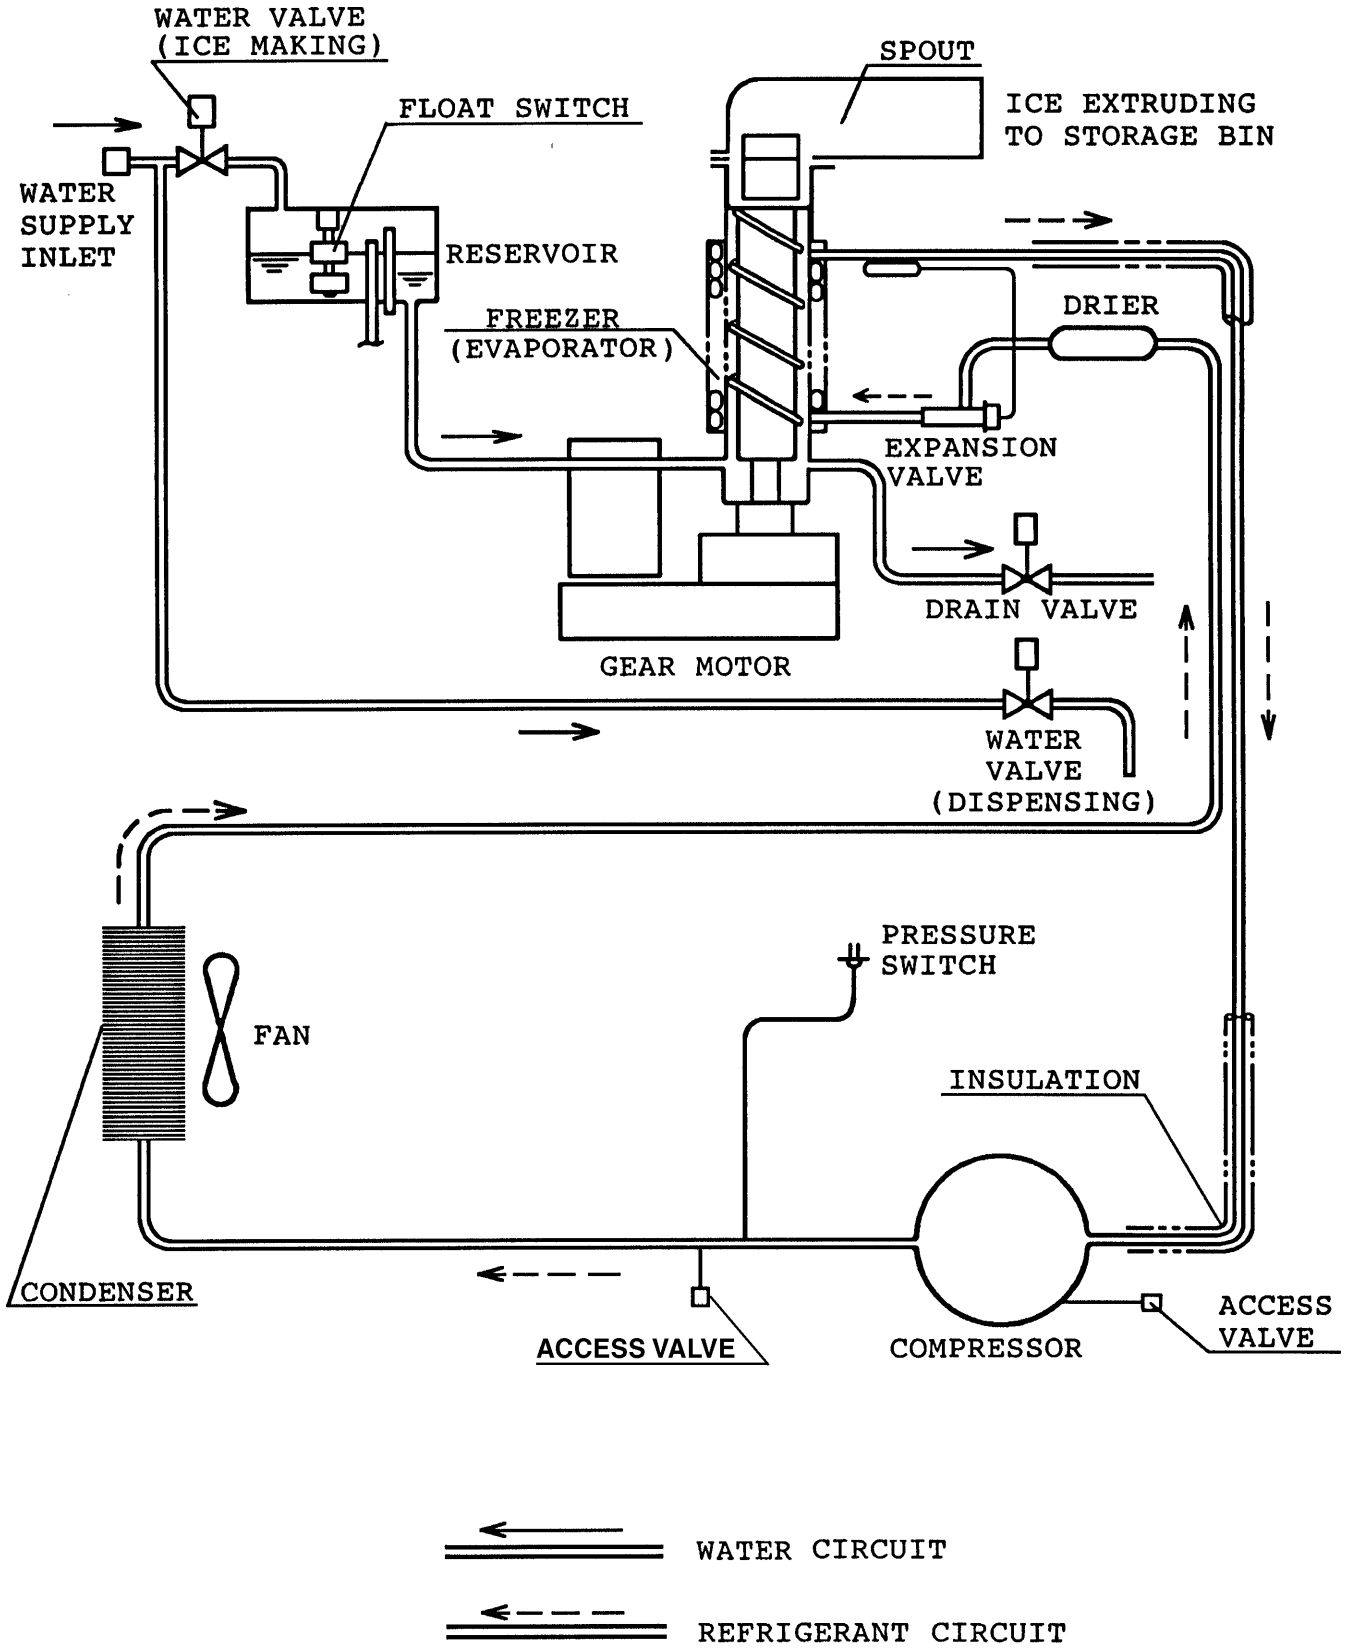 WATER VALVE
(ICE MAKING)
SPOUT
FLOAT SWITCH
ICE EXTRUDING
TO STORAGE BIN
WATER
SUPPLY
INLET
RESERVOIR
DRIER
FREEZER
(EVAPORATOR)
EXPANSION
VALVE
DRAIN VALVE
GEAR MOTOR
WATER
VALVE
(DISPENSING)
PRESSURE
SWITCH
FAN
INSULATION
CONDENSER
ACCESS VALVE
COMPRESSOR
ACCESS
VALVE
WATER CIRCUIT
REFRIGERANT CIRCUIT